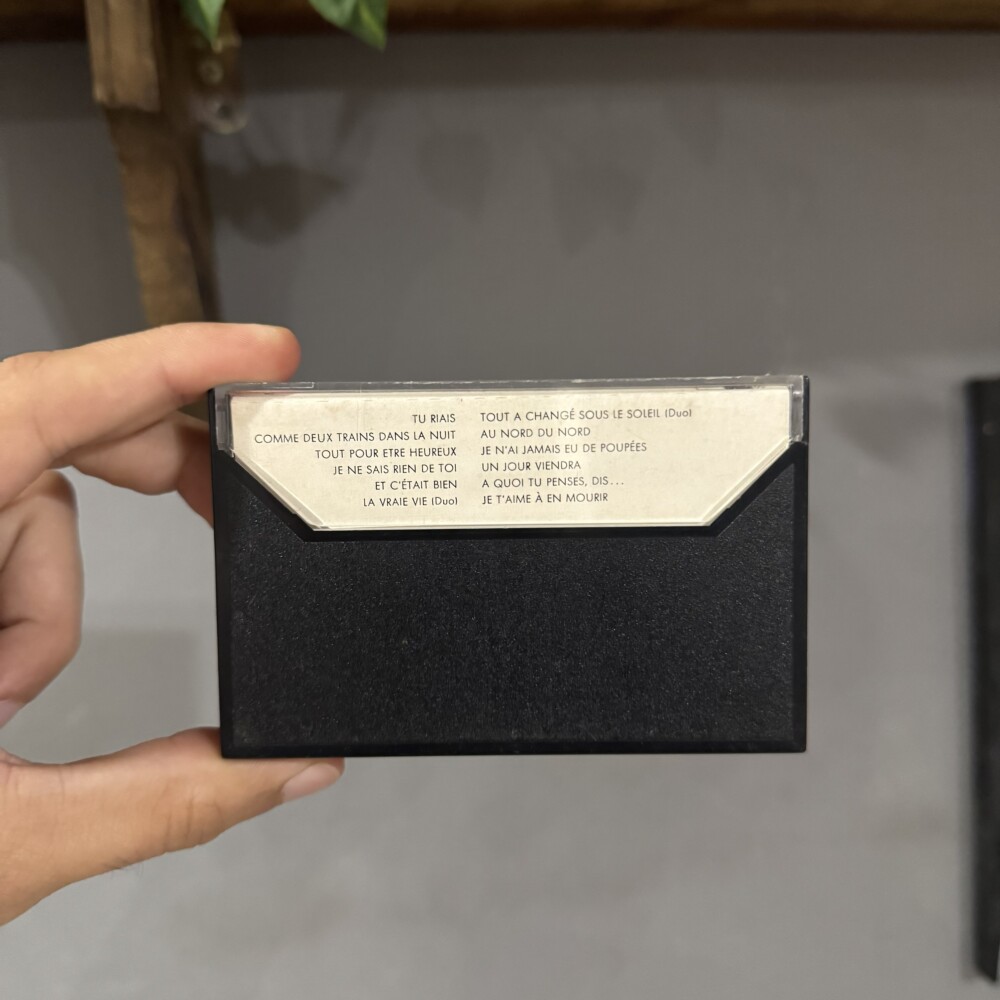 TU RIAIS
COMME DEUX TRAINS DANS LA NUIT
TOUT POUR ETRE HEUREUX
JE NE SAIS RIEN DE TOI
ET C'ÉTAIT BIEN
LA VRAIE VIE (Duo)
TOUT A CHANGÉ SOUS LE SOLEIL (Duo)
AU NORD DU NORD
JE N'AI JAMAIS EU DE POUPÉES
UN JOUR VIENDRA
A QUOI TU PENSES, DIS...
JE T'AIME À EN MOURIR